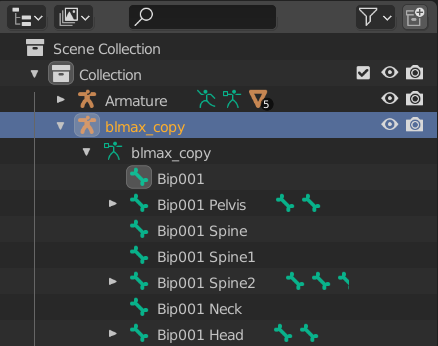 Scene Collection
Collection
Armature 5
blmax_copy
blmax_copy
Bip001
Bip001 Pelvis
Bip001 Spine
Bip001 Spine1
Bip001 Spine2
Bip001 Neck
Bip001 Head